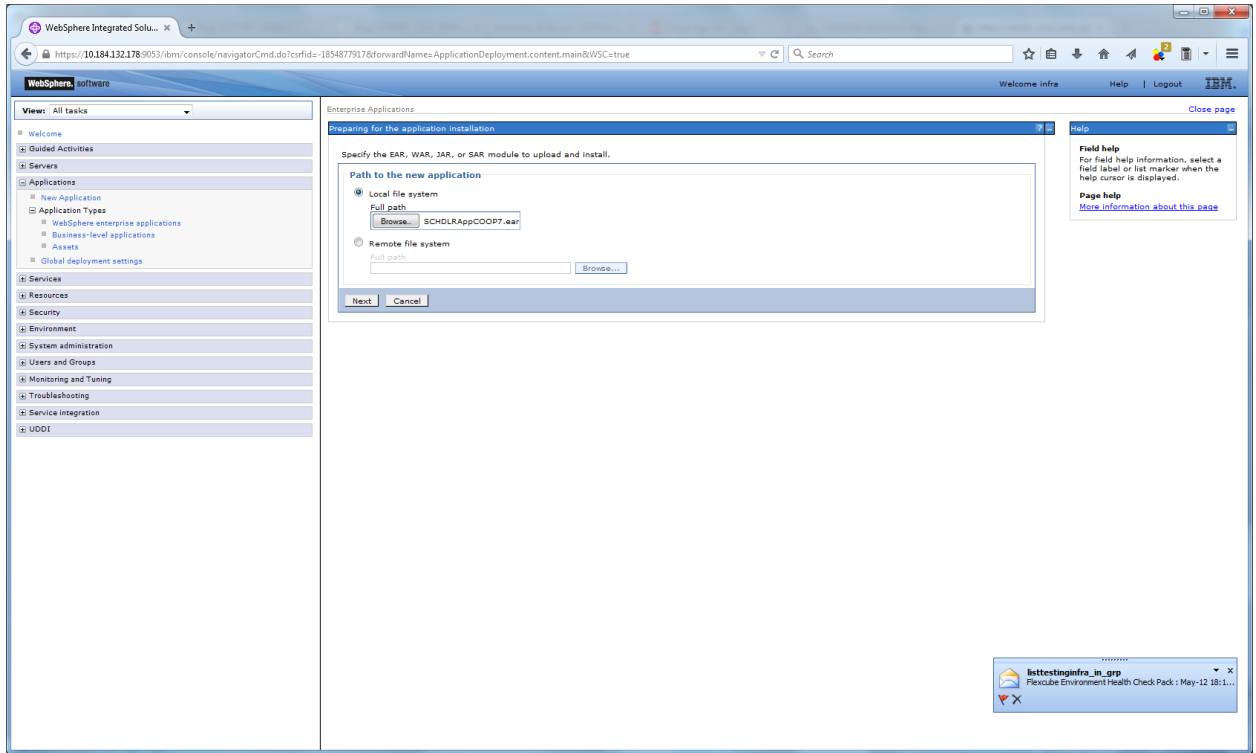 WebSphere Integrated Solu... × +
https://10.184.132.178:9053/ibm/console/navigatorCmd.do?csrfid=-1854877917&forwardName=ApplicationDeployment.content.main&WSC=true
Search
2
WebSphere. software
Welcome infra
Help | Logout
IBM.
View: All tasks
Welcome
Guided Activities
Servers
Applications
New Application
Application Types
WebSphere enterprise applications
Business-level applications
Assets
Global deployment settings
Services
Resources
Security
Environment
System administration
Users and Groups
Monitoring and Tuning
Troubleshooting
Service integration
UDDI
Enterprise Applications
Close page
Preparing for the application installation
? -
Specify the EAR, WAR, JAR, or SAR module to upload and install.
Path to the new application
Local file system
Full path
Browse... SCHDLRAppCOOP7.ear
Remote file system
Full path
Browse...
Next Cancel
Help
Field help
For field help information, select a
field label or list marker when the
help cursor is displayed.
Page help
More information about this page
listtestinginfra_in_grp
Flexcube Environment Health Check Pack : May-12 18:1...